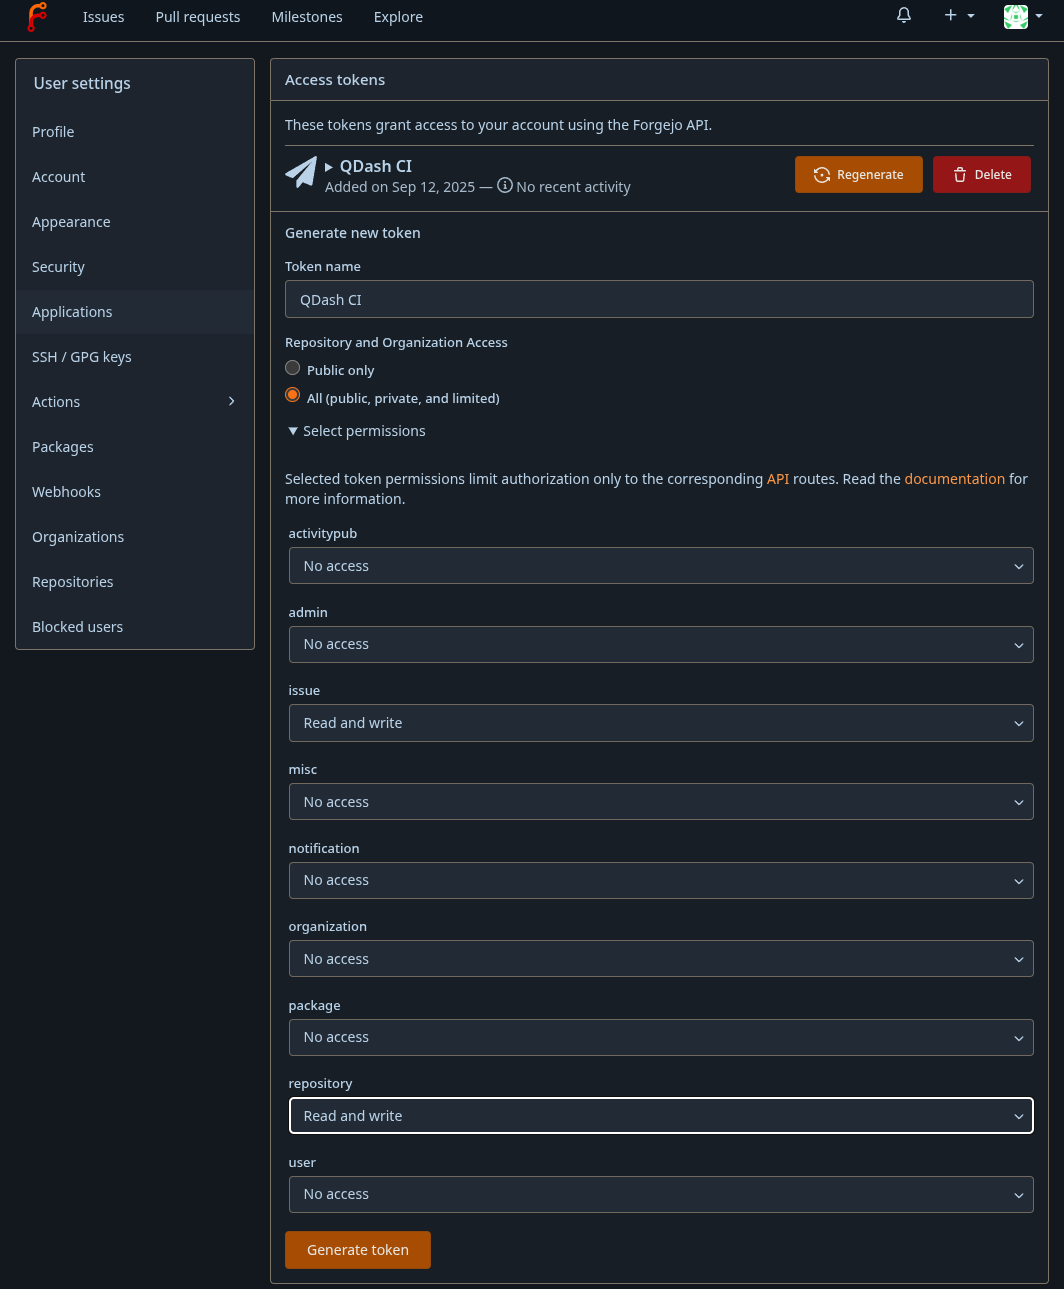 Issues Pull requests Milestones Explore
User settings
Profile
Account
Appearance
Security
Applications
SSH / GPG keys
Actions
Packages
Webhooks
Organizations
Repositories
Blocked users
Access tokens
These tokens grant access to your account using the Forgejo API.
QDash CI
Added on Sep 12, 2025 — No recent activity
Regenerate
Delete
Generate new token
Token name
QDash CI
Repository and Organization Access
Public only
All (public, private, and limited)
Select permissions
Selected token permissions limit authorization only to the corresponding API routes. Read the documentation for
more information.
activitypub
No access
admin
No access
issue
Read and write
misc
No access
notification
No access
organization
No access
package
No access
repository
Read and write
user
No access
Generate token